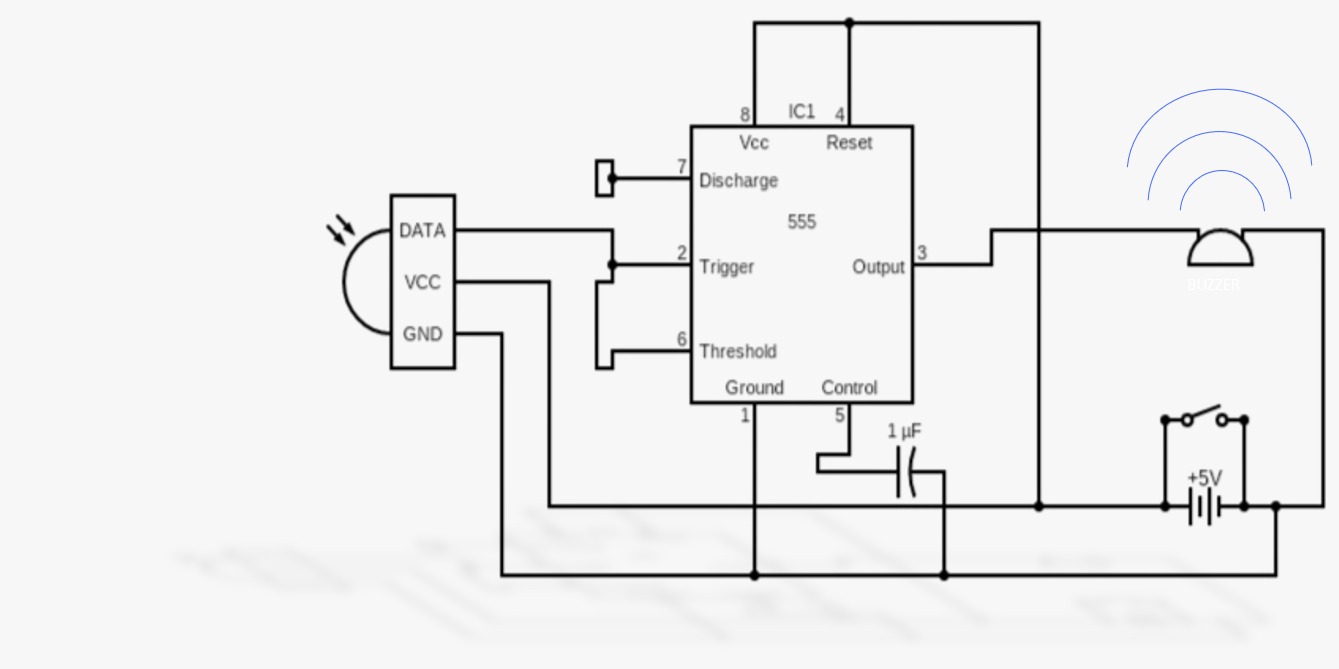 8 IC1 4
Vcc Reset
7
Discharge
DATA
555
2 3
Trigger Output
VCC
GND
6
Threshold
Ground Control
1 5
1 µF
+5V
BUZZER